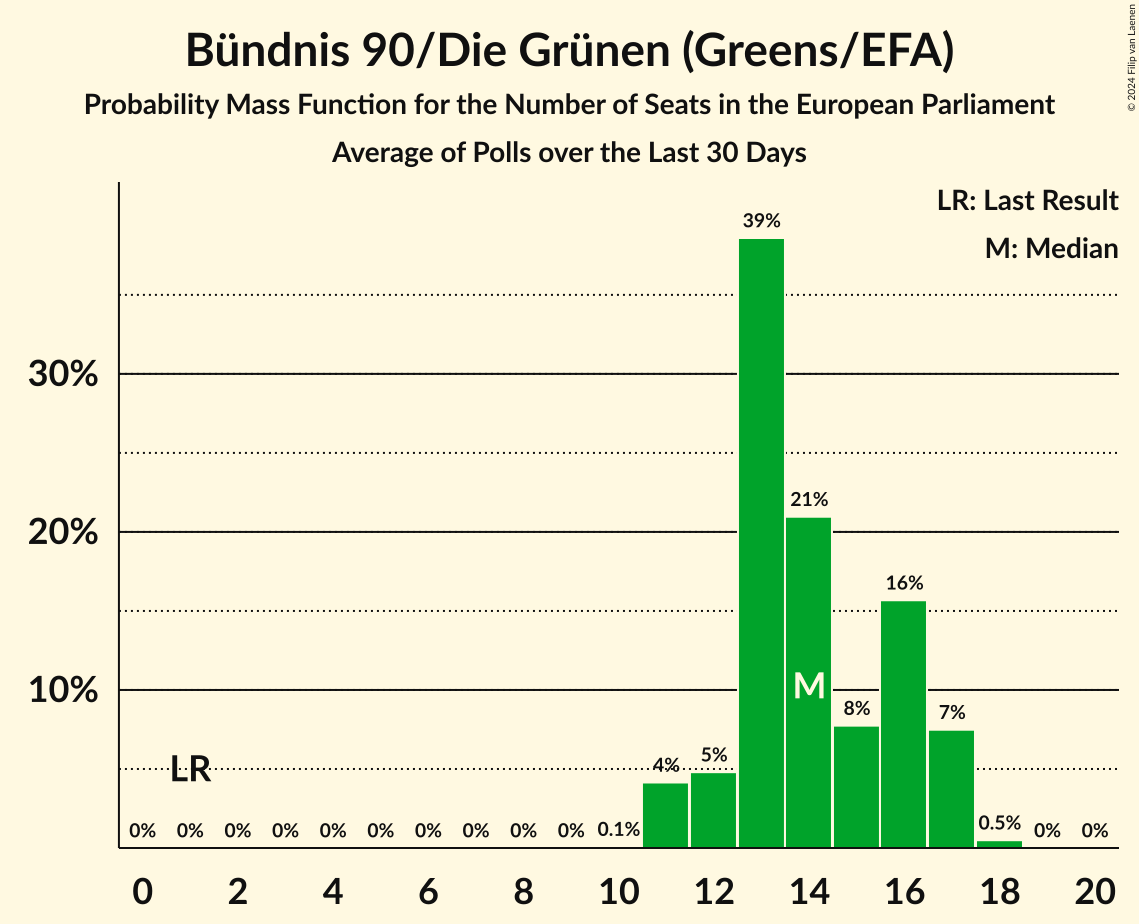 Bündnis 90/Die Grünen (Greens/EFA)
Probability Mass Function for the Number of Seats in the European Parliament
Average of Polls over the Last 30 Days
© 2024 Filip van Laenen
LR: Last Result
M: Median
39%
30%
21%
20%
16%
10%
M
8%
7%
LR
4%
5%
0% 0% 0% 0% 0% 0% 0% 0% 0% 0% 0.1% 0.5% 0% 0%
0 2 4 6 8 10 12 14 16 18 20